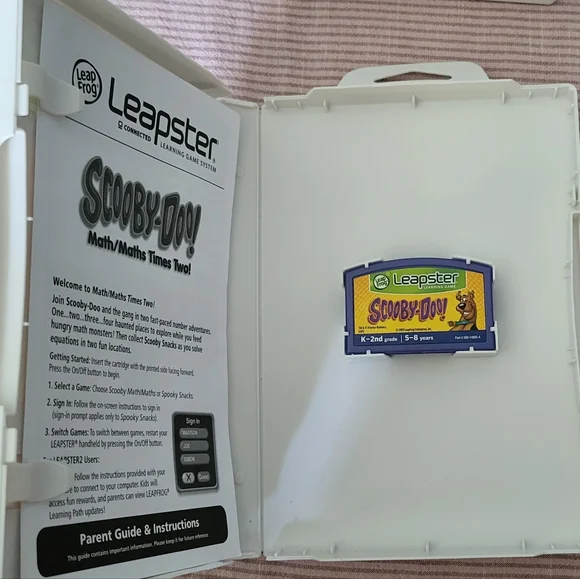 Leap
Frog
Leapster
CONNECTED LEARNING GAME SYSTEM
SCOOBY-DOO!
Math/Maths Times Two!
Welcome to Math/Maths Times Two!
Join Scooby-Doo and the gang in two fast-paced number adventures.
One...two...three...four haunted places to explore while you feed
hungry math monsters! Then collect Scooby Snacks as you solve
equations in two fun locations.
Getting Started: Insert the cartridge with the printed side facing forward.
Press the On/Off button to begin.
1. Select a Game: Choose Scooby Math/Maths or Spooky Snacks.
2. Sign In: Follow the on-screen instructions to sign in
(sign-in prompt applies only to Spooky Snacks).
3. Switch Games: To switch between games, restart your
LEAPSTER® handheld by pressing the On/Off button.
LEAPSTER2 Users:
Follow the instructions provided with your
to connect to your computer. Kids will
access fun rewards, and parents can view LEAPFROG®
Learning Path updates!
Sign In
MADISON
JOE
SIMON
X
Parent Guide & Instructions
This guide contains important information. Please keep it for future reference.
Leap
Frog
Leapster
LEARNING GAME
SCOOBY-DOO!
K-2nd grade 5-8 years